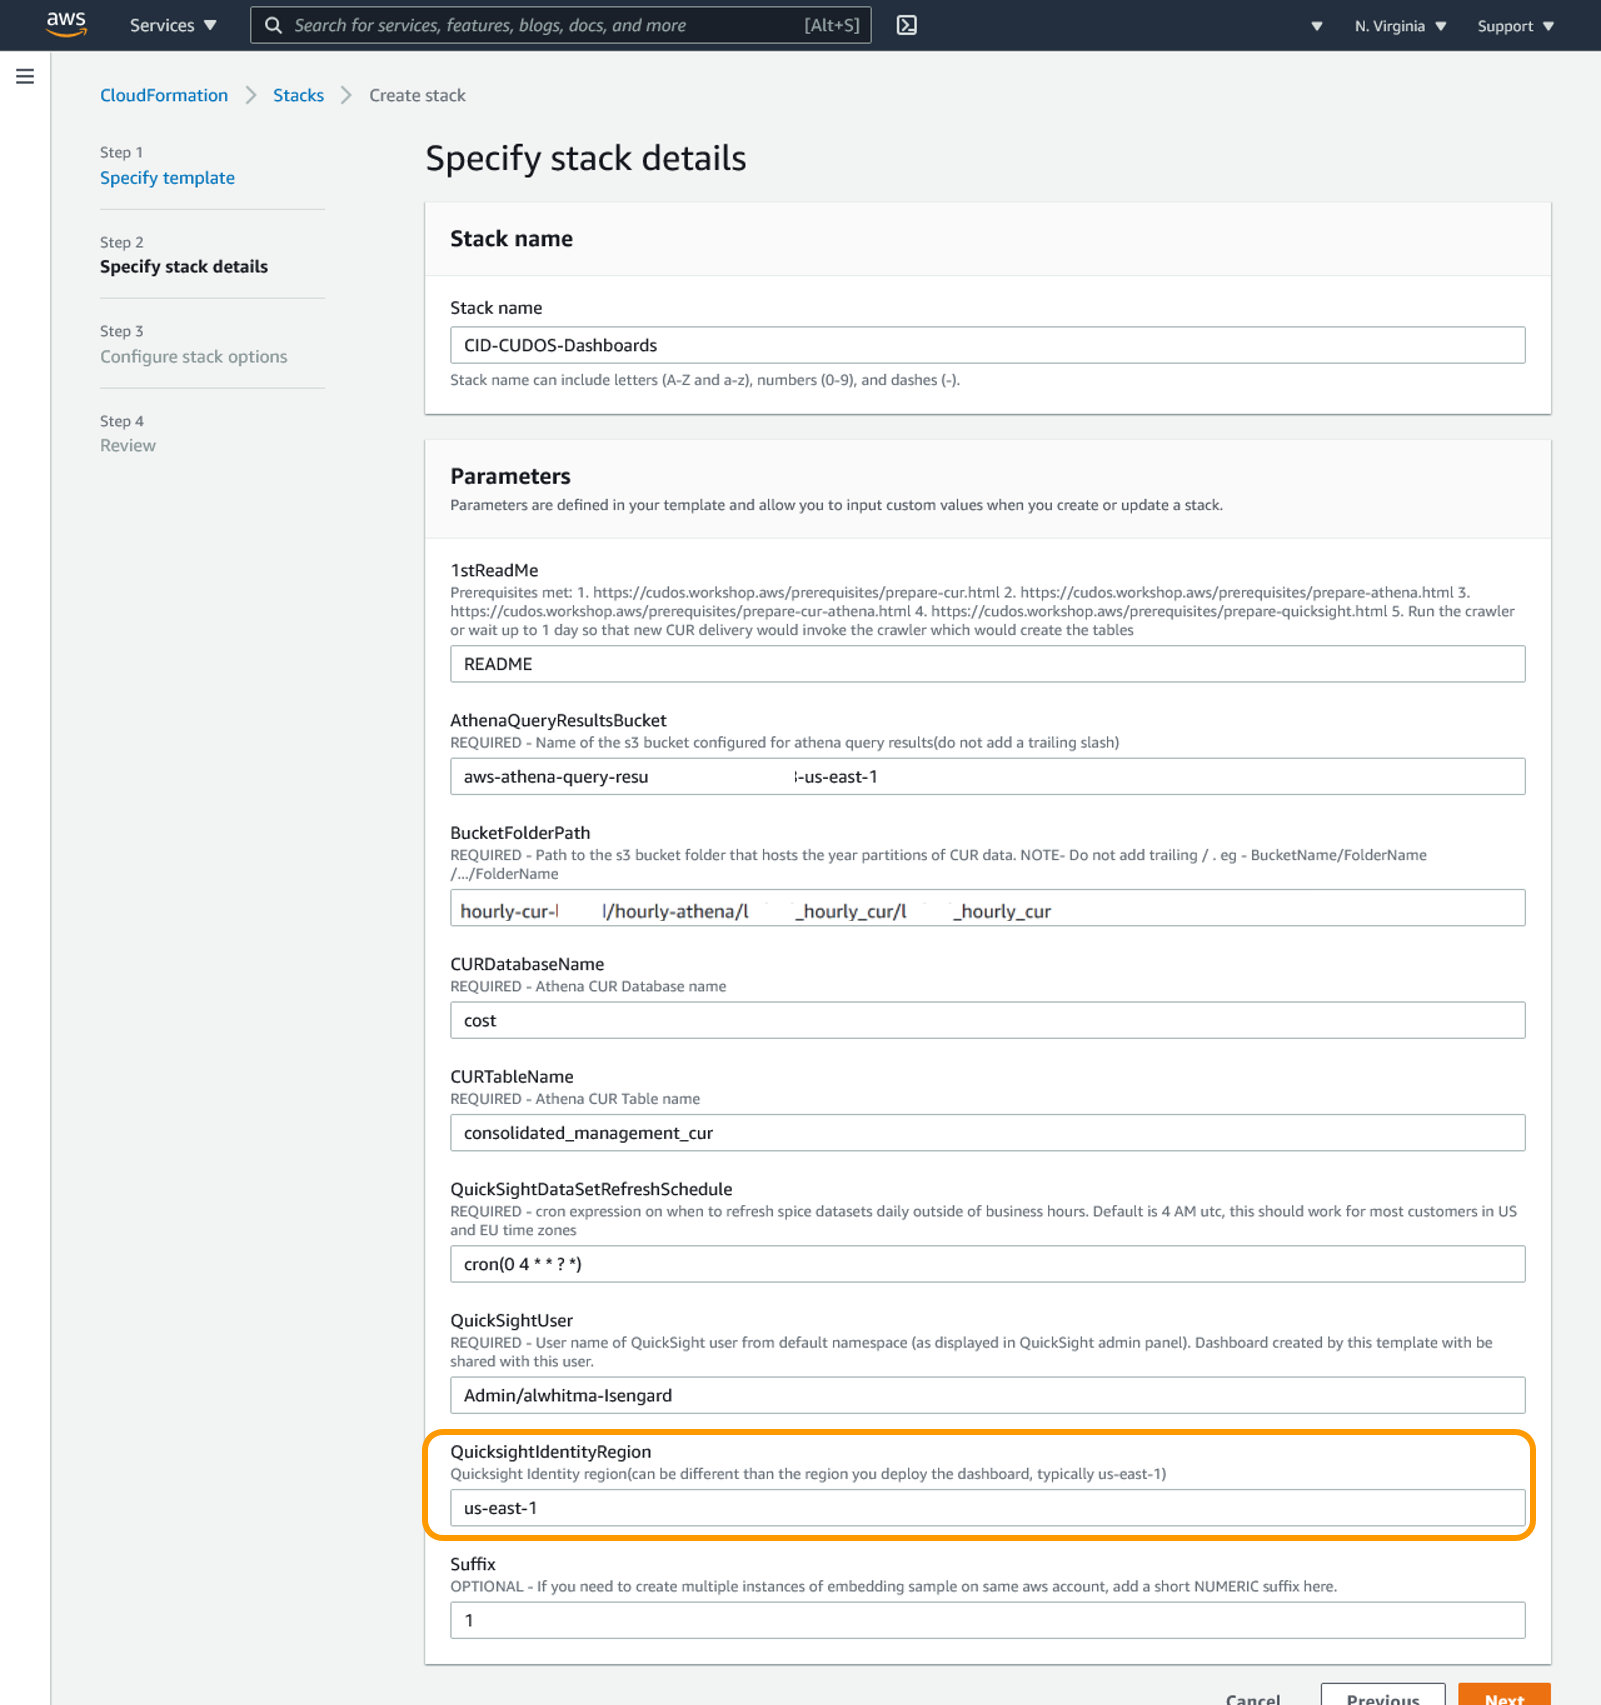 aws Services Search for services, features, blogs, docs, and more [Alt+S] N. Virginia Support
CloudFormation Stacks Create stack
Step 1
Specify template
Step 2
Specify stack details
Step 3
Configure stack options
Step 4
Review
Specify stack details
Stack name
Stack name
CID-CUDOS-Dashboards
Stack name can include letters (A-Z and a-z), numbers (0-9), and dashes (-).
Parameters
Parameters are defined in your template and allow you to input custom values when you create or update a stack.
1stReadMe
Prerequisites met: 1. https://cudos.workshop.aws/prerequisites/prepare-cur.html 2. https://cudos.workshop.aws/prerequisites/prepare-athena.html 3.
https://cudos.workshop.aws/prerequisites/prepare-cur-athena.html 4. https://cudos.workshop.aws/prerequisites/prepare-quicksight.html 5. Run the crawler
or wait up to 1 day so that new CUR delivery would invoke the crawler which would create the tables
README
AthenaQueryResultsBucket
REQUIRED - Name of the s3 bucket configured for athena query results(do not add a trailing slash)
aws-athena-query-resu -us-east-1
BucketFolderPath
REQUIRED - Path to the s3 bucket folder that hosts the year partitions of CUR data. NOTE- Do not add trailing / . eg - BucketName/FolderName
/.../FolderName
hourly-cur- /hourly-athena/l _hourly_cur/l _hourly_cur
CURDatabaseName
REQUIRED - Athena CUR Database name
cost
CURTableName
REQUIRED - Athena CUR Table name
consolidated_management_cur
QuickSightDataSetRefreshSchedule
REQUIRED - cron expression on when to refresh spice datasets daily outside of business hours. Default is 4 AM utc, this should work for most customers in US
and EU time zones
cron(0 4 * * ? *)
QuickSightUser
REQUIRED - User name of QuickSight user from default namespace (as displayed in QuickSight admin panel). Dashboard created by this template with be
shared with this user.
Admin/alwhitma-Isengard
QuicksightIdentityRegion
Quicksight Identity region(can be different than the region you deploy the dashboard, typically us-east-1)
us-east-1
Suffix
OPTIONAL - If you need to create multiple instances of embedding sample on same aws account, add a short NUMERIC suffix here.
1
Cancel Previous Next